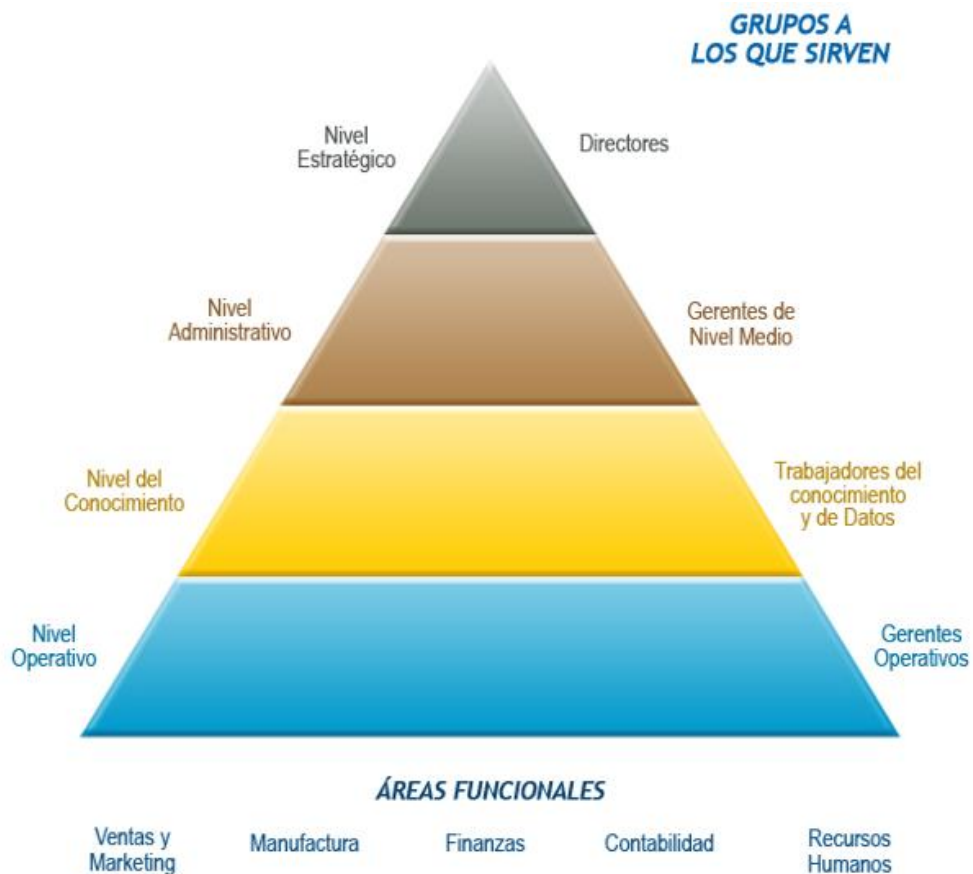 GRUPOS A
LOS QUE SIRVEN
Nivel
Estratégico
Directores
Nivel
Administrativo
Gerentes de
Nivel Medio
Nivel del
Conocimiento
Trabajadores del
conocimiento
y de Datos
Nivel
Operativo
Gerentes
Operativos
ÁREAS FUNCIONALES
Ventas y
Marketing
Manufactura
Finanzas
Contabilidad
Recursos
Humanos